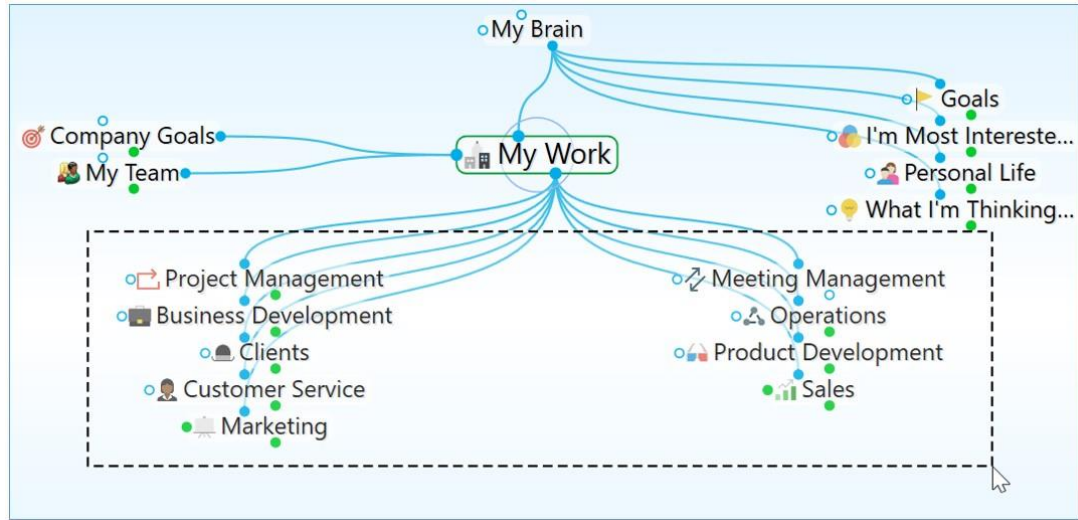 My Brain
Goals
Company Goals
I'm Most Intereste...
My Work
My Team
Personal Life
What I'm Thinking...
Project Management
Meeting Management
Business Development
Operations
Clients
Product Development
Customer Service
Sales
Marketing